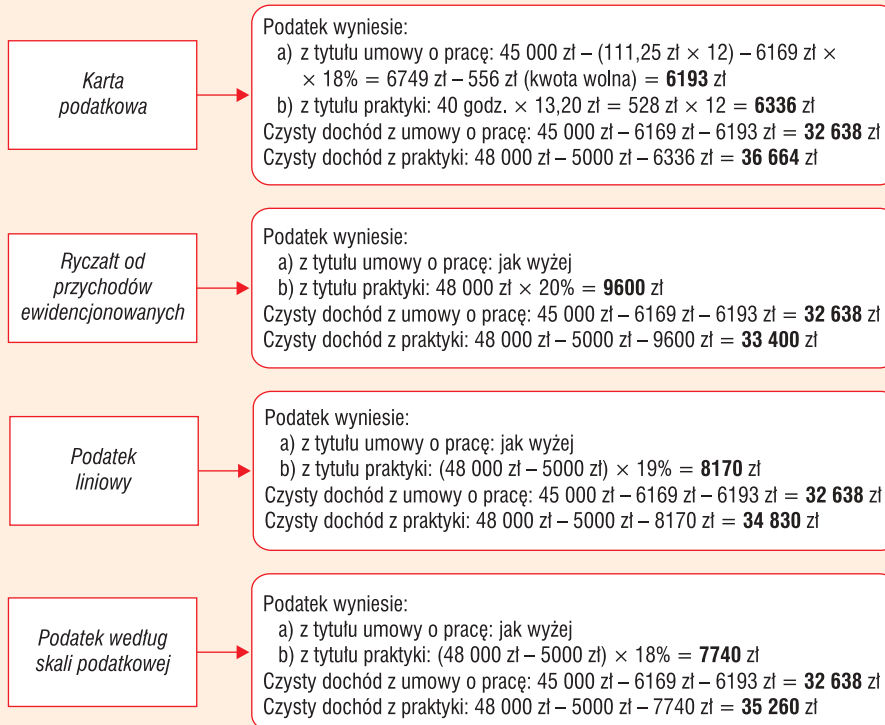 Karta
podatkowa
Podatek wyniesie:
a) z tytułu umowy o pracę: 45 000 zł – (111,25 zł × 12) – 6169 zł ×
× 18% = 6749 zł – 556 zł (kwota wolna) = 6193 zł
b) z tytułu praktyki: 40 godz. × 13,20 zł = 528 zł × 12 = 6336 zł
Czysty dochód z umowy o pracę: 45 000 zł – 6169 zł – 6193 zł = 32 638 zł
Czysty dochód z praktyki: 48 000 zł – 5000 zł – 6336 zł = 36 664 zł
Ryczałt od
przychodów
ewidencjonowanych
Podatek wyniesie:
a) z tytułu umowy o pracę: jak wyżej
b) z tytułu praktyki: 48 000 zł × 20% = 9600 zł
Czysty dochód z umowy o pracę: 45 000 zł – 6169 zł – 6193 zł = 32 638 zł
Czysty dochód z praktyki: 48 000 zł – 5000 zł – 9600 zł = 33 400 zł
Podatek
liniowy
Podatek wyniesie:
a) z tytułu umowy o pracę: jak wyżej
b) z tytułu praktyki: (48 000 zł – 5000 zł) × 19% = 8170 zł
Czysty dochód z umowy o pracę: 45 000 zł – 6169 zł – 6193 zł = 32 638 zł
Czysty dochód z praktyki: 48 000 zł – 5000 zł – 8170 zł = 34 830 zł
Podatek według
skali podatkowej
Podatek wyniesie:
a) z tytułu umowy o pracę: jak wyżej
b) z tytułu praktyki: (48 000 zł – 5000 zł) × 18% = 7740 zł
Czysty dochód z umowy o pracę: 45 000 zł – 6169 zł – 6193 zł = 32 638 zł
Czysty dochód z praktyki: 48 000 zł – 5000 zł – 7740 zł = 35 260 zł